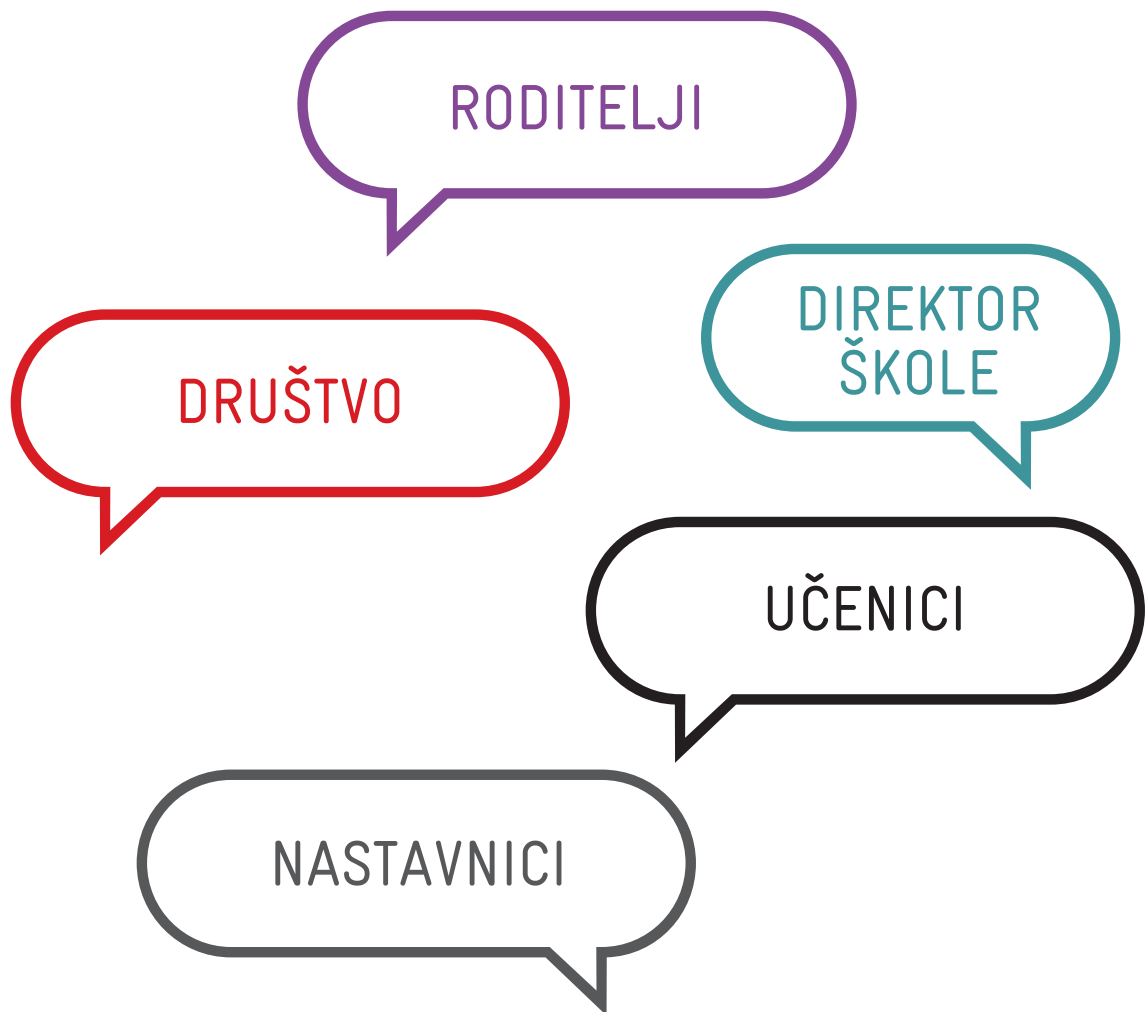 RODITELJI
DIREKTOR
ŠKOLE
DRUŠTVO
UČENICI
NASTAVNICI